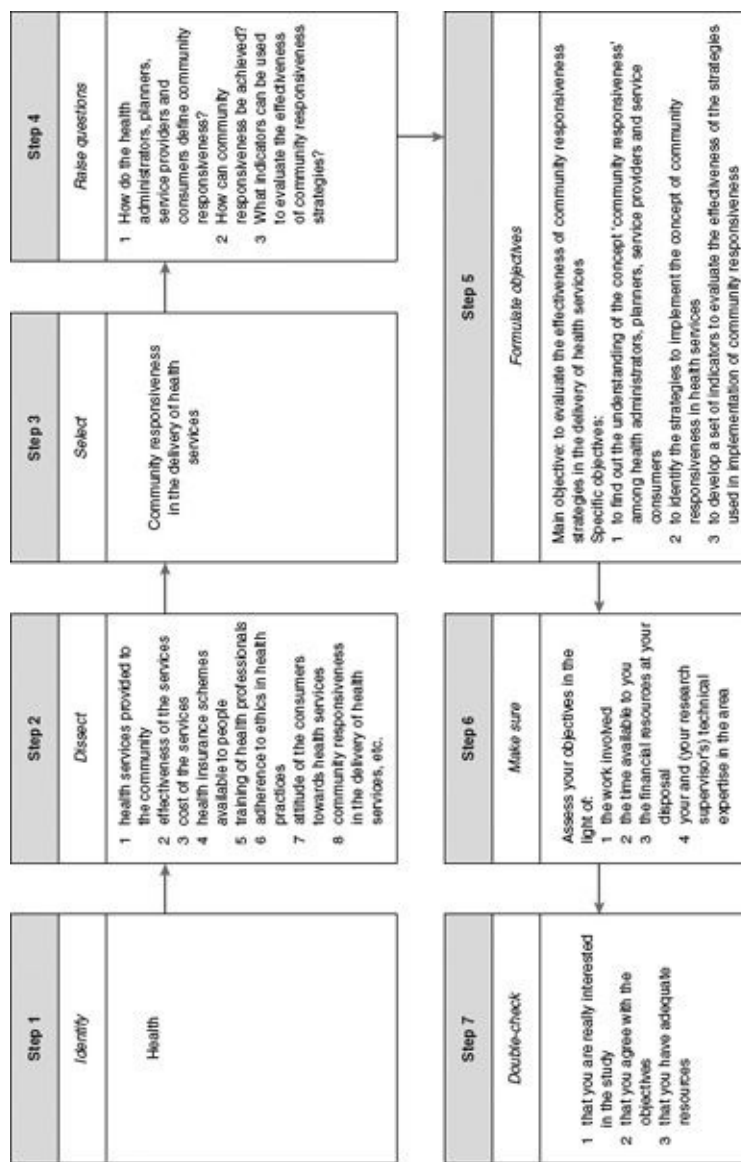 Step 1
Identify
Health
Step 2
Dissect
1 health services provided to
the community
2 effectiveness of the services
3 cost of the services
4 health insurance schemes
available to people
5 training of health professionals
6 adherence to ethics in health
practices
7 attitude of the consumers
towards health services
8 community responsiveness
in the delivery of health
services, etc.
Step 3
Select
Community responsiveness
in the delivery of health
services
Step 4
Raise questions
1 How do the health
administrators, planners,
service providers and
consumers define community
responsiveness?
2 How can community
responsiveness be achieved?
3 What indicators can be used
to evaluate the effectiveness
of community responsiveness
strategies?
Step 5
Formulate objectives
Main objective: to evaluate the effectiveness of community responsiveness
strategies in the delivery of health services
Specific objectives:
1 to find out the understanding of the concept ‘community responsiveness’
among health administrators, planners, service providers and service
consumers
2 to identify the strategies to implement the concept of community
responsiveness in health services
3 to develop a set of indicators to evaluate the effectiveness of the strategies
used in implementation of community responsiveness
Step 6
Make sure
Assess your objectives in the
light of:
1 the work involved
2 the time available to you
3 the financial resources at your
disposal
4 your and (your research
supervisor's) technical
expertise in the area
Step 7
Double-check
1 that you are really interested
in the study
2 that you agree with the
objectives
3 that you have adequate
resources